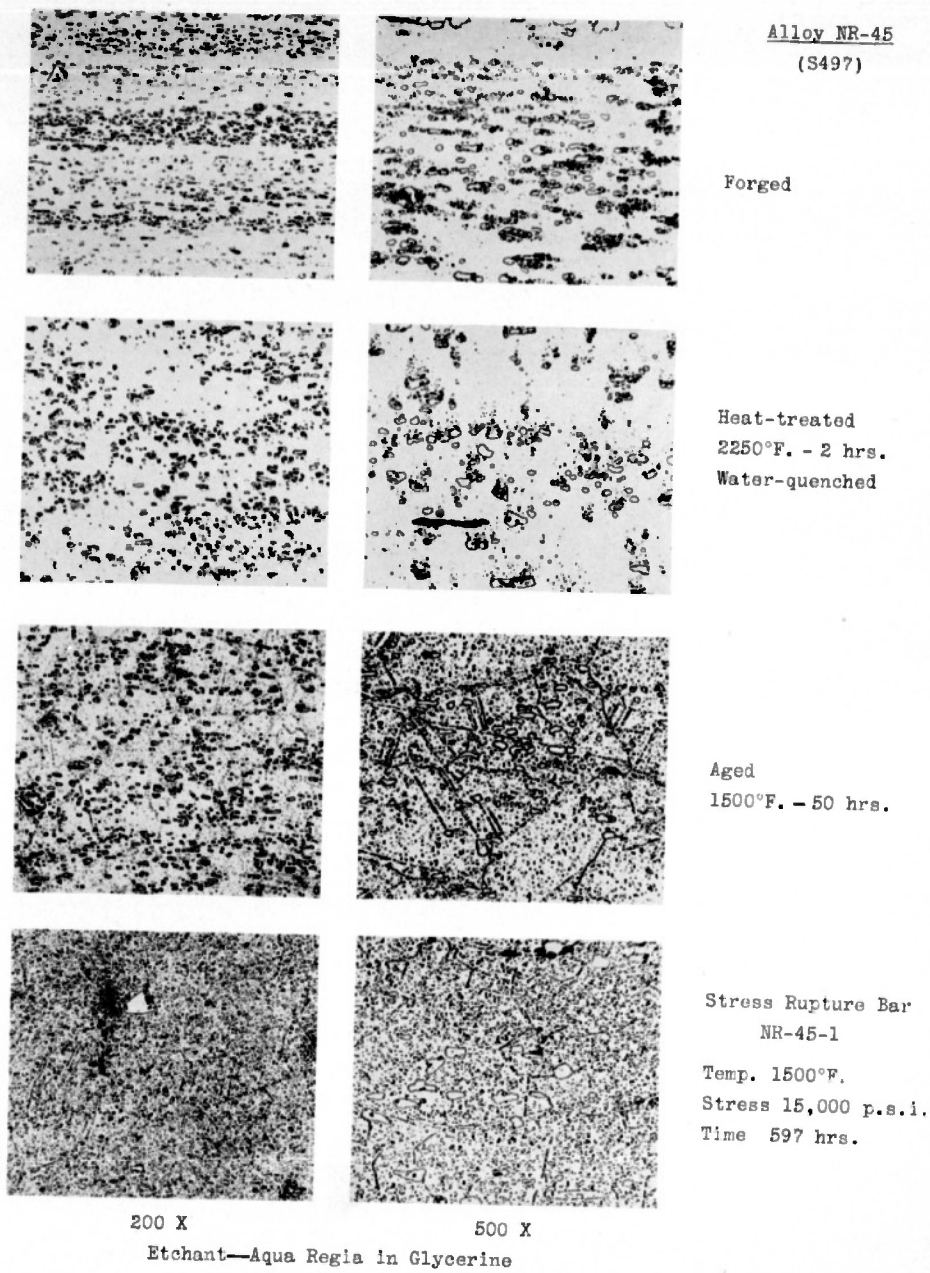 Alloy NR-45
(S497)
Forged
Heat-treated
2250°F. - 2 hrs.
Water-quenched
Aged
1500°F. - 50 hrs.
Stress Rupture Bar
NR-45-1
Temp. 1500°F.
Stress 15,000 p.s.i.
Time 597 hrs.
200 X
500 X
Etchant—Aqua Regia in Glycerine